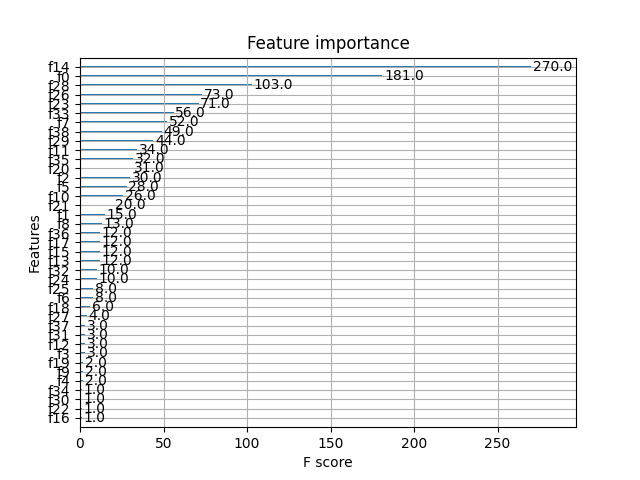 Feature importance
f14 270.0
f0 181.0
f28 103.0
f26 73.0
f23 71.0
f33 56.0
f7 52.0
f38 49.0
f29 44.0
f11 34.0
f35 32.0
f20 31.0
f2 30.0
f5 28.0
f10 26.0
f21 20.0
f1 15.0
f8 13.0
f36 12.0
f17 12.0
f15 12.0
f13 12.0
f32 10.0
f24 10.0
f25 8.0
f6 8.0
f18 6.0
f27 4.0
f37 3.0
f31 3.0
f12 3.0
f3 3.0
f19 2.0
f9 2.0
f4 2.0
f34 1.0
f30 1.0
f22 1.0
f16 1.0
Features
0 50 100 150 200 250
F score